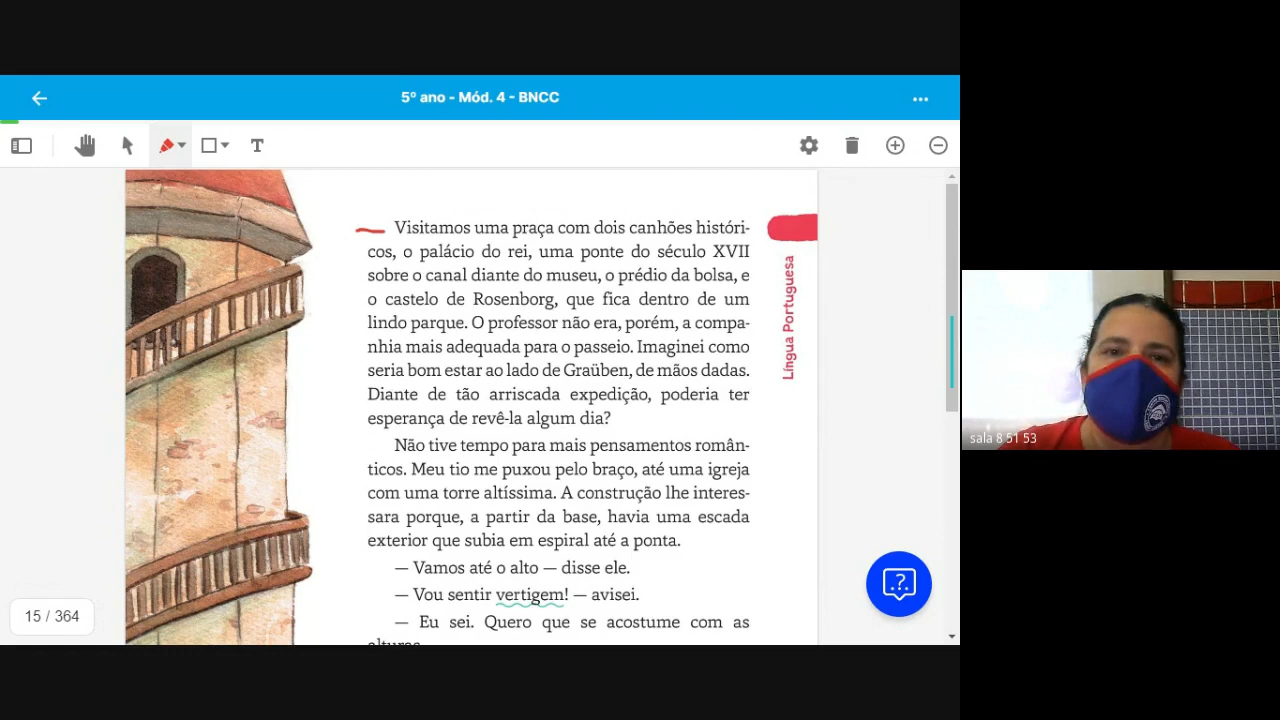 5º ano - Mód. 4 - BNCC
Visitamos uma praça com dois canhões históri-
cos, o palácio do rei, uma ponte do século XVII
sobre o canal diante do museu, o prédio da bolsa, e
o castelo de Rosenborg, que fica dentro de um
lindo parque. O professor não era, porém, a compa-
nhia mais adequada para o passeio. Imaginei como
seria bom estar ao lado de Graüben, de mãos dadas.
Diante de tão arriscada expedição, poderia ter
esperança de revê-la algum dia?
Não tive tempo para mais pensamentos român-
ticos. Meu tio me puxou pelo braço, até uma igreja
com uma torre altíssima. A construção lhe interes-
sara porque, a partir da base, havia uma escada
exterior que subia em espiral até a ponta.
— Vamos até o alto — disse ele.
— Vou sentir vertigem! — avisei.
— Eu sei. Quero que se acostume com as
Língua Portuguesa
15 / 364
sala 8 51 53